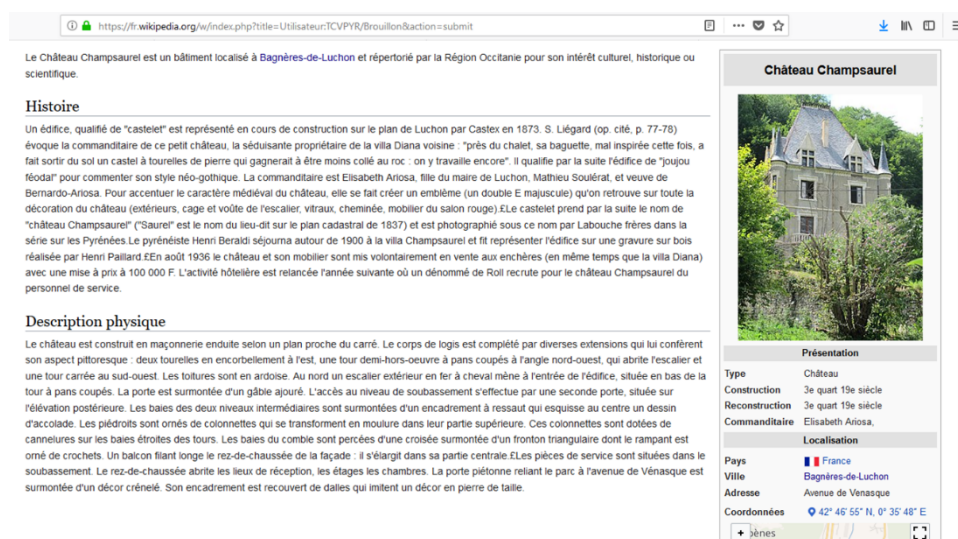 https://fr.wikipedia.org/w/index.php?title=Utilisateur:TCVPYR/Brouillon&action=submit
Le Château Champsaurel est un bâtiment localisé à Bagnères-de-Luchon et répertorié par la Région Occitanie pour son intérêt culturel, historique ou
scientifique.
Histoire
Un édifice, qualifié de "castelet" est représenté en cours de construction sur le plan de Luchon par Castex en 1873. S. Liégard (op. cité, p. 77-78)
évoque la commanditaire de ce petit château, la séduisante propriétaire de la villa Diana voisine : "près du chalet, sa baguette, mal inspirée cette fois, a
fait sortir du sol un castel à tourelles de pierre qui gagnerait à être moins collé au roc : on y travaille encore". Il qualifie par la suite l'édifice de "joujou
féodal" pour commenter son style néo-gothique. La commanditaire est Elisabeth Ariosa, fille du maire de Luchon, Mathieu Soulérat, et veuve de
Bernardo-Ariosa. Pour accentuer le caractère médiéval du château, elle se fait créer un emblème (un double E majuscule) qu'on retrouve sur toute la
décoration du château (extérieurs, cage et voûte de l'escalier, vitraux, cheminée, mobilier du salon rouge).£Le castelet prend par la suite le nom de
"château Champsaurel" ("Saurel" est le nom du lieu-dit sur le plan cadastral de 1837) et est photographié sous ce nom par Labouche frères dans la
série sur les Pyrénées.Le pyrénéiste Henri Beraldi séjourna autour de 1900 à la villa Champsaurel et fit représenter l'édifice sur une gravure sur bois
réalisée par Henri Paillard.£En août 1936 le château et son mobilier sont mis volontairement en vente aux enchères (en même temps que la villa Diana)
avec une mise à prix à 100 000 F. L'activité hôtelière est relancée l'année suivante où un dénommé de Roll recrute pour le château Champsaurel du
personnel de service.
Description physique
Le château est construit en maçonnerie enduite selon un plan proche du carré. Le corps de logis est complété par diverses extensions qui lui confèrent
son aspect pittoresque : deux tourelles en encorbellement à l'est, une tour demi-hors-oeuvre à pans coupés à l'angle nord-ouest, qui abrite l'escalier et
une tour carrée au sud-ouest. Les toitures sont en ardoise. Au nord un escalier extérieur en fer à cheval mène à l'entrée de l'édifice, située en bas de la
tour à pans coupés. La porte est surmontée d'un gâble ajouré. L'accès au niveau de soubassement s'effectue par une seconde porte, située sur
l'élévation postérieure. Les baies des deux niveaux intermédiaires sont surmontées d'un encadrement à ressaut qui esquisse au centre un dessin
d'accolade. Les piédroits sont ornés de colonnettes qui se transforment en moulure dans leur partie supérieure. Ces colonnettes sont dotées de
cannelures sur les baies étroites des tours. Les baies du comble sont percées d'une croisée surmontée d'un fronton triangulaire dont le rampant est
orné de crochets. Un balcon filant longe le rez-de-chaussée de la façade : il s'élargit dans sa partie centrale.£Les pièces de service sont situées dans le
soubassement. Le rez-de-chaussée abrite les lieux de réception, les étages les chambres. La porte piétonne reliant le parc à l'avenue de Vénasque est
surmontée d'un décor crénelé. Son encadrement est recouvert de dalles qui imitent un décor en pierre de taille.
Château Champsaurel
Présentation
Type Château
Construction 3e quart 19e siècle
Reconstruction 3e quart 19e siècle
Commanditaire Elisabeth Ariosa,
Localisation
Pays France
Ville Bagnères-de-Luchon
Adresse Avenue de Venasque
Coordonnées 42° 46′ 55″ N, 0° 35′ 48″ E
+